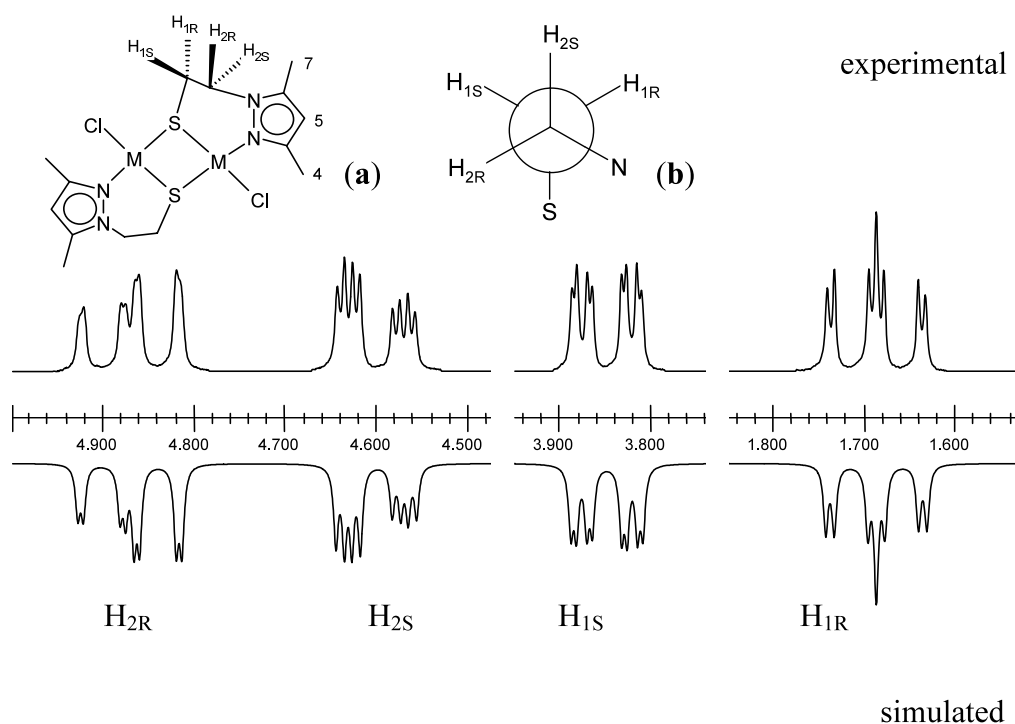 H1R
H2R
H1S
H2S
7
N
5
S
Cl
N
M
M
4
(a)
N
S
Cl
N
H2S
H1S
H1R
H2R
N
S
(b)
experimental
4.900 4.800 4.700 4.600 4.500 3.900 3.800 1.800 1.700 1.600
H2R H2S H1S H1R
simulated